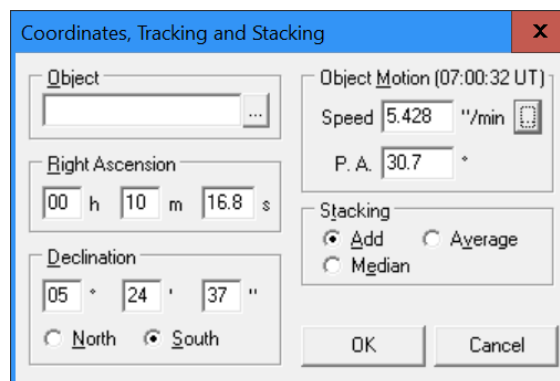 Coordinates, Tracking and Stacking
X
Object
...
Right Ascension
00 h 10 m 16.8 s
Declination
05 ° 24 ' 37 "
North South
Object Motion (07:00:32 UT)
Speed 5.428 "/min ...
P. A. 30.7 °
Stacking
Add Average
Median
OK Cancel